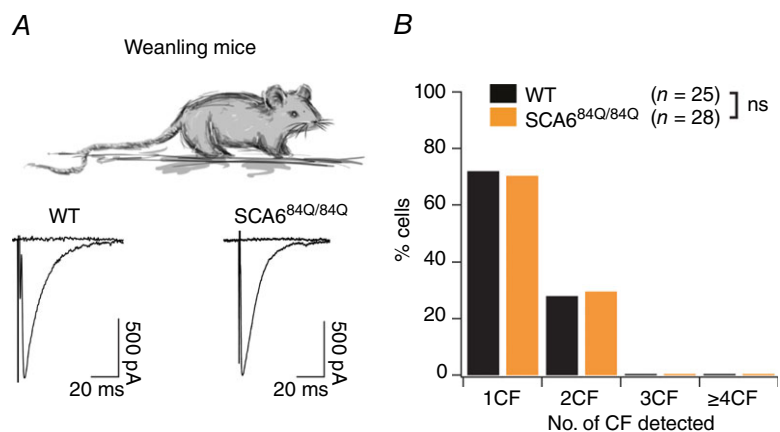 A
Weanling mice
WT
SCA6^84Q/84Q
500 pA
20 ms
500 pA
20 ms
B
WT (n = 25)
SCA6^84Q/84Q (n = 28)
ns
100
80
60
40
20
0
% cells
1CF 2CF 3CF ≥4CF
No. of CF detected